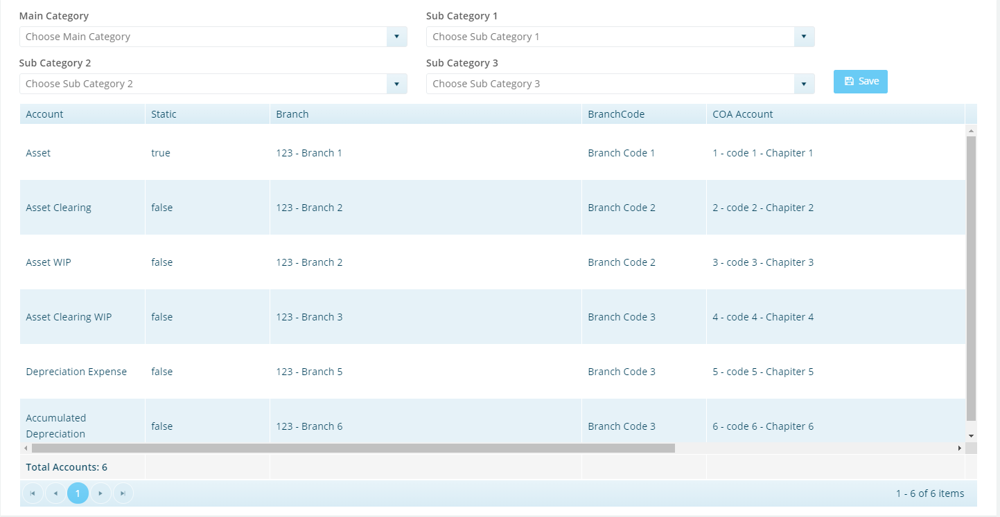 Main Category Sub Category 1
Choose Main Category Choose Sub Category 1
Sub Category 2 Sub Category 3
Choose Sub Category 2 Choose Sub Category 3 Save
Account Static Branch BranchCode COA Account
Asset true 123 - Branch 1 Branch Code 1 1 - code 1 - Chapiter 1
Asset Clearing false 123 - Branch 2 Branch Code 2 2 - code 2 - Chapiter 2
Asset WIP false 123 - Branch 2 Branch Code 2 3 - code 3 - Chapiter 3
Asset Clearing WIP false 123 - Branch 3 Branch Code 3 4 - code 4 - Chapiter 4
Depreciation Expense false 123 - Branch 5 Branch Code 3 5 - code 5 - Chapiter 5
Accumulated
Depreciation false 123 - Branch 6 Branch Code 3 6 - code 6 - Chapiter 6
Total Accounts: 6
1 1 - 6 of 6 items